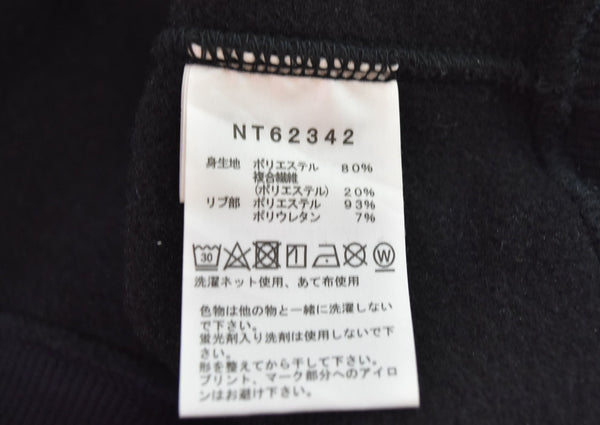 NT62342
身生地 ポリエステル 80%
複合繊維
(ポリエステル) 20%
リブ部 ポリエステル 93%
ポリウレタン 7%
30 W
洗濯ネット使用、あて布使用
色物は他の物と一緒に洗濯しない
で下さい。
蛍光剤入り洗剤は使用しないで下
さい。
形を整えてから干して下さい。
プリント、マーク部分へのアイロ
ンはお避け下さい。